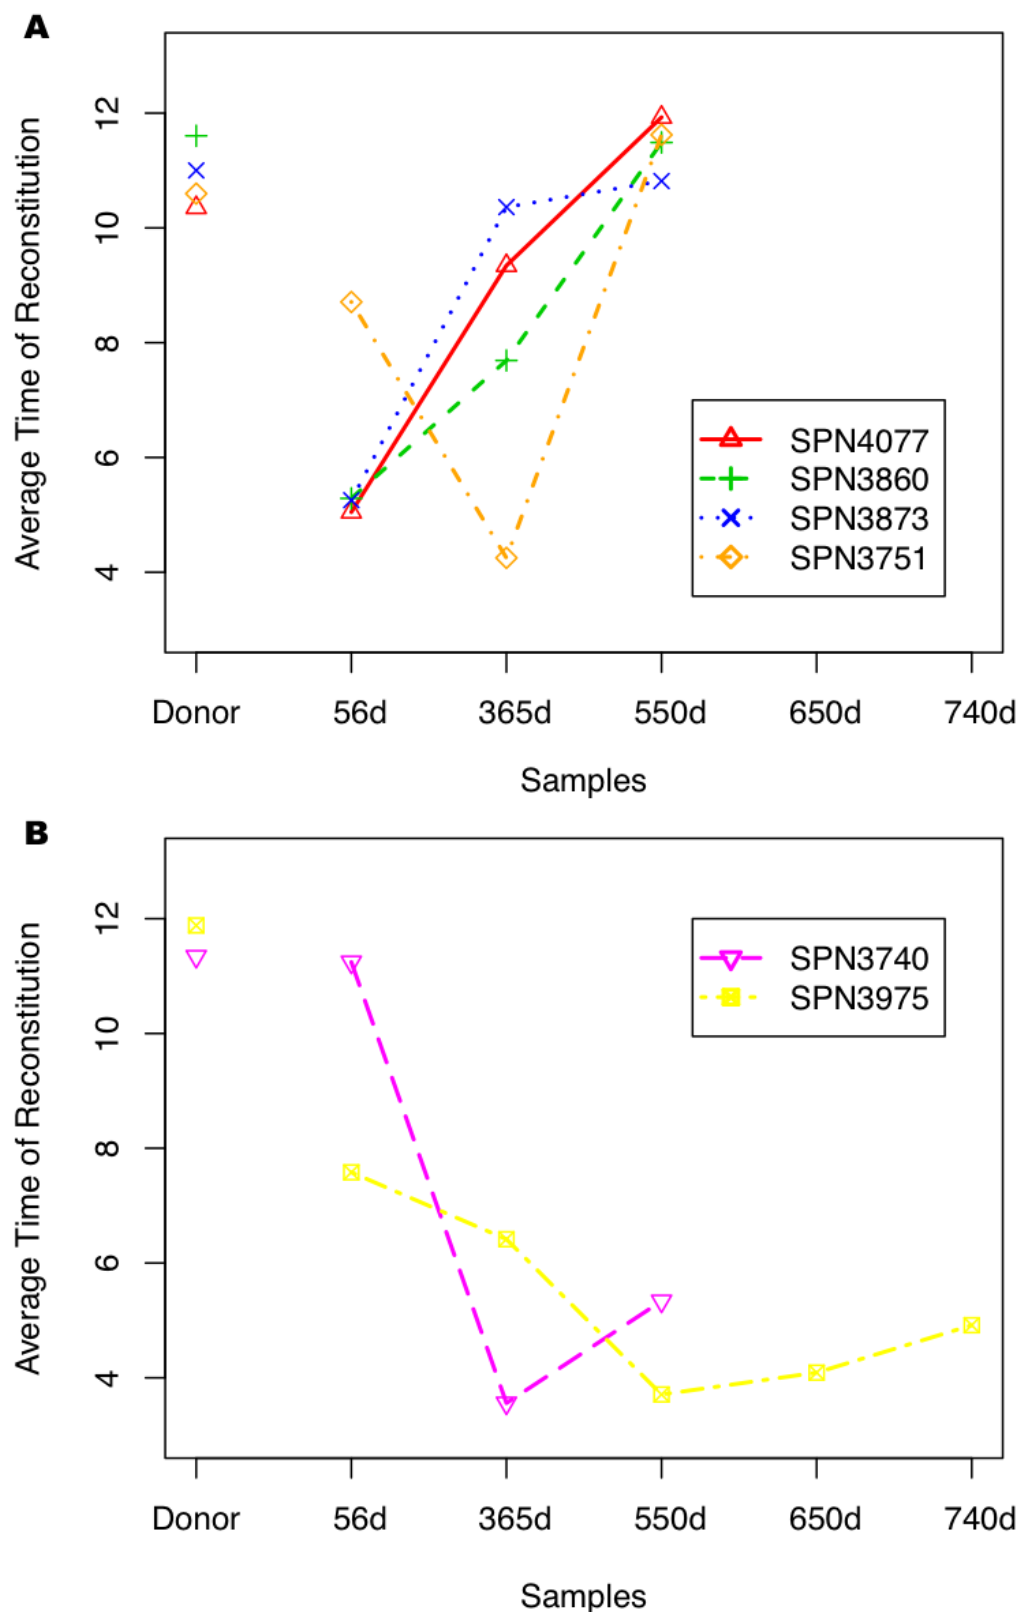 A
Average Time of Reconstitution
12
10
8
6
4
SPN4077
SPN3860
SPN3873
SPN3751
Donor 56d 365d 550d 650d 740d
Samples
B
Average Time of Reconstitution
12
10
8
6
4
SPN3740
SPN3975
Donor 56d 365d 550d 650d 740d
Samples